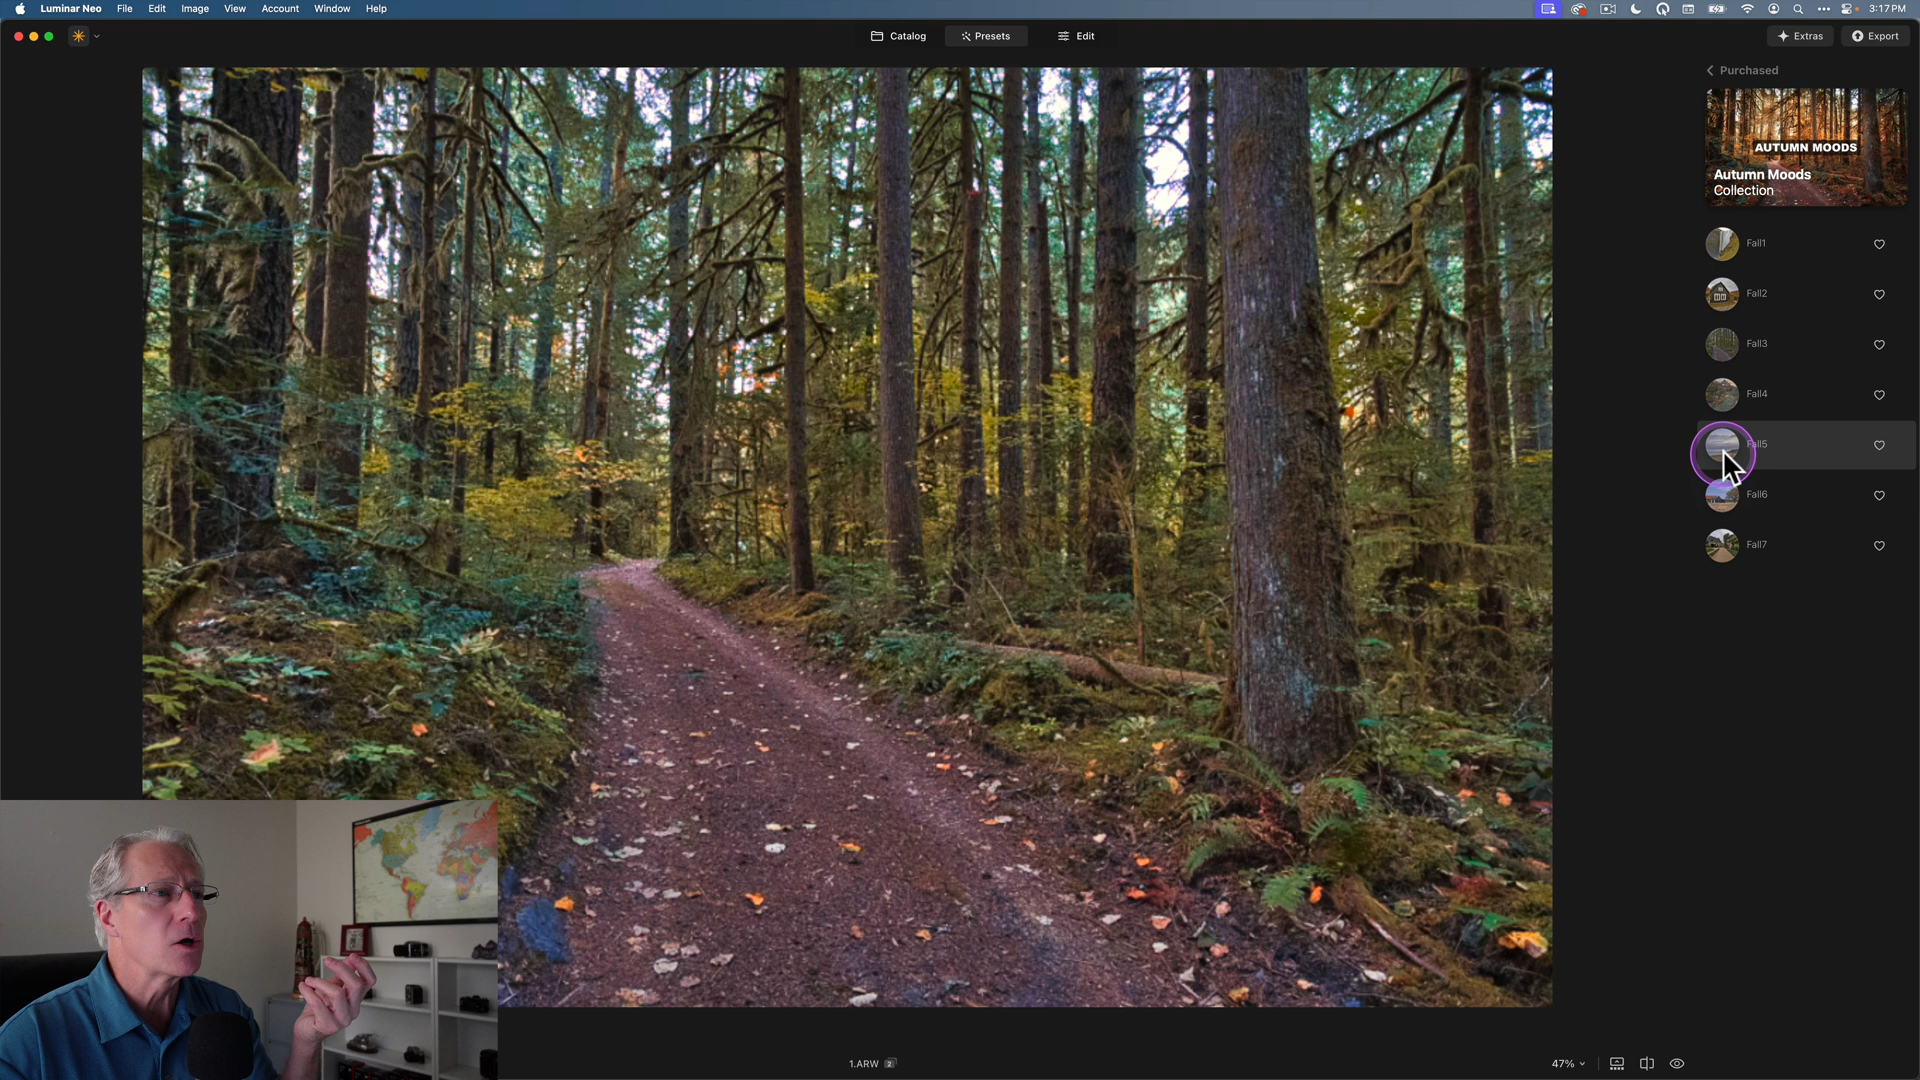 Luminar Neo File Edit Image View Account Window Help 3:17 PM
Catalog Presets Edit Extras Export
Purchased
AUTUMN MOODS
Autumn Moods
Collection
Fall1
Fall2
Fall3
Fall4
Fall5
Fall6
Fall7
1.ARW 2
47%